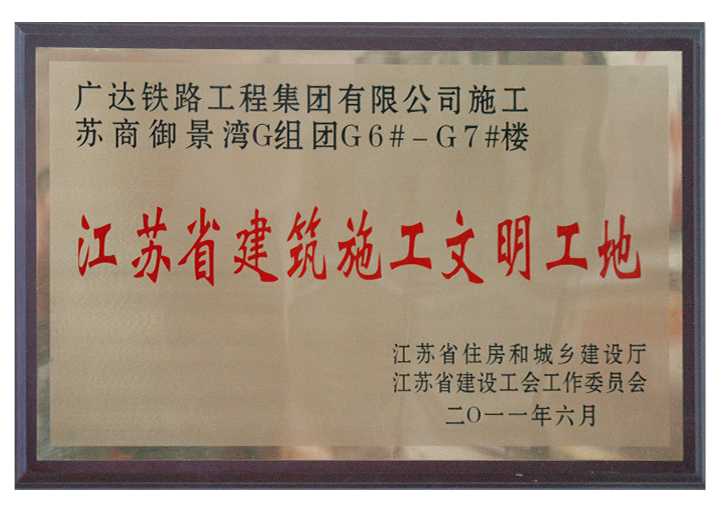 广达铁路工程集团有限公司施工
苏商御景湾G组团G6#-G7#楼
江苏省建筑施工文明工地
江苏省住房和城乡建设厅
江苏省建设工会工作委员会
二O一一年六月